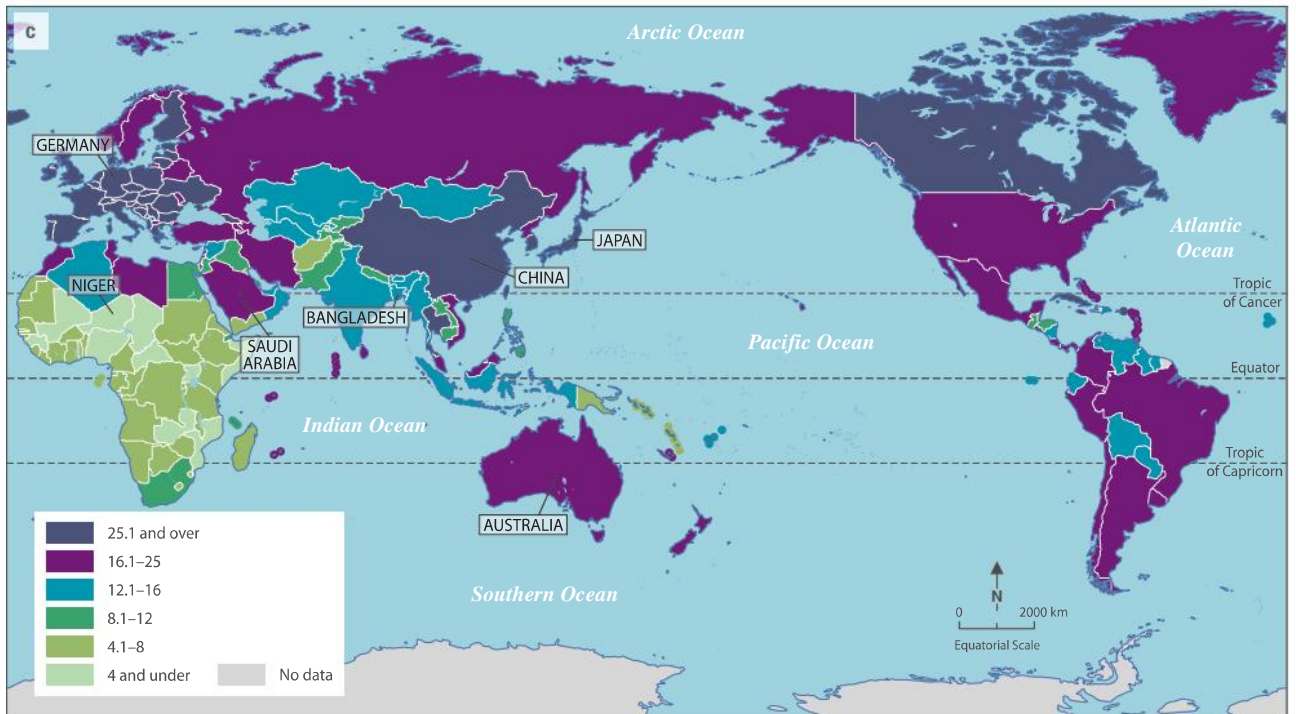 C
Arctic Ocean
GERMANY
JAPAN
Atlantic
Ocean
CHINA
NIGER
Tropic
of Cancer
BANGLADESH
SAUDI
ARABIA
Pacific Ocean
Equator
Indian Ocean
Tropic
of Capricorn
AUSTRALIA
25.1 and over
16.1–25
12.1–16
8.1–12
4.1–8
4 and under
No data
Southern Ocean
N
0 2000 km
Equatorial Scale